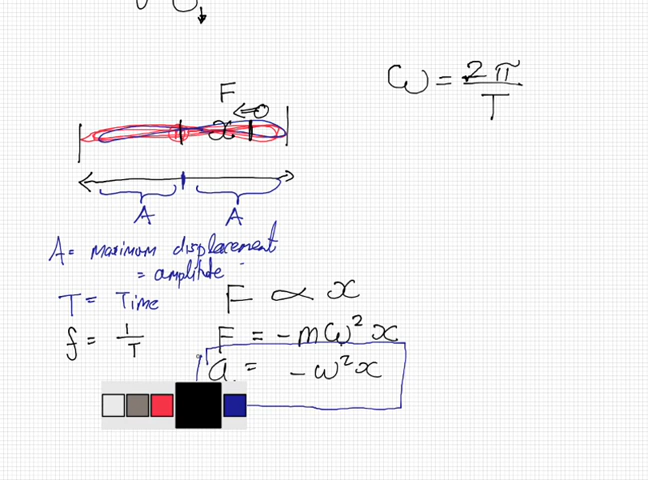 ω = 2π/T
F
x
A A
A = maximum displacement
= amplitude
T = Time
f = 1/T
F ∝ x
F = -mω²x
a = -ω²x